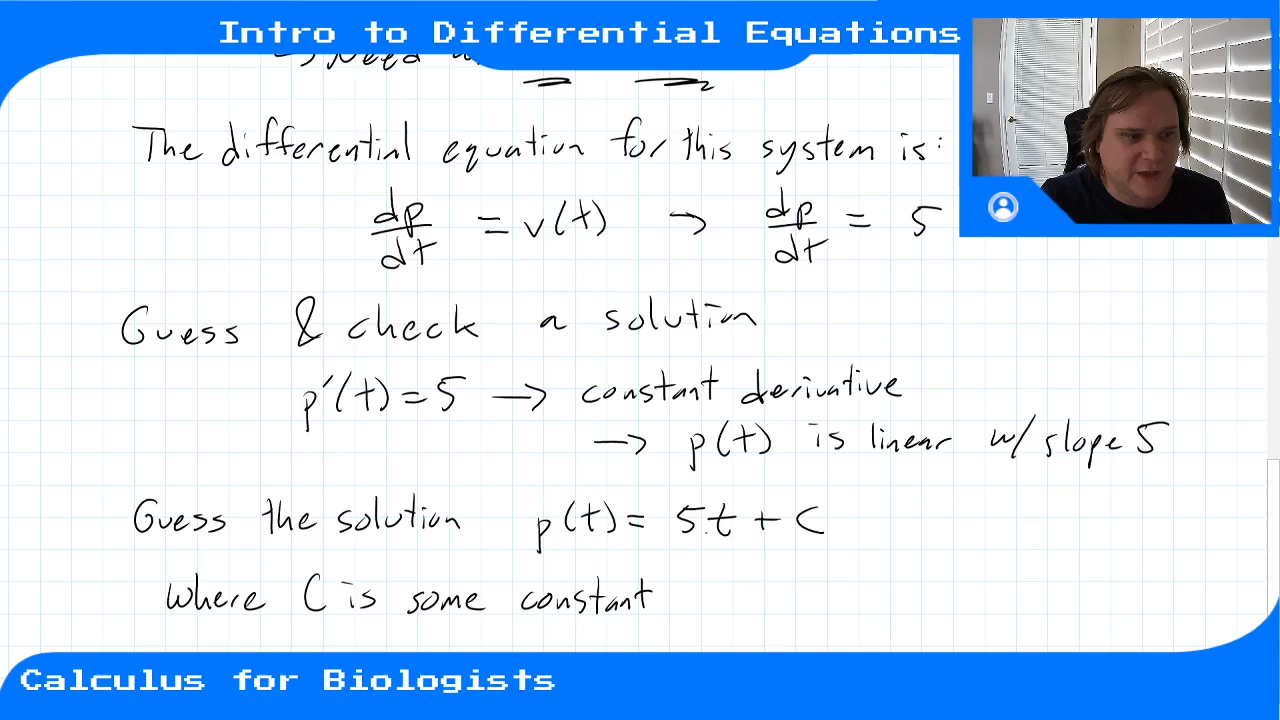 Intro to Differential Equations
→ Need
The differential equation for this system is:
dp/dt = v(t) → dp/dt = 5
Guess & check a solution
p′(t) = 5 → constant derivative
→ p(t) is linear w/ slope 5
Guess the solution p(t) = 5t + C
where C is some constant
Calculus for Biologists